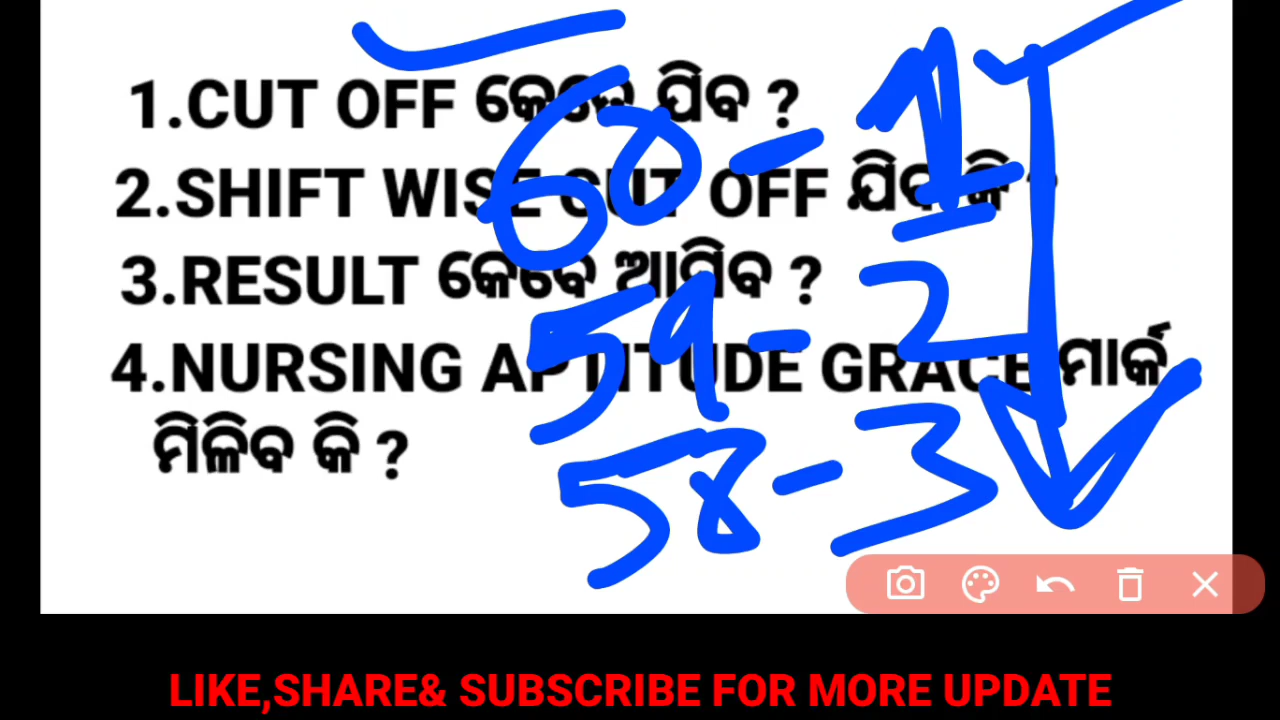 1.CUT OFF କେତେ ଯିବ ?
2.SHIFT WISE CUT OFF ଯିବ କି ?
3.RESULT କେବେ ଆସିବ ?
4.NURSING APTITUDE GRACE ମାର୍କ
ମିଳିବ କି ?
60 - 1
59 - 2
58 - 3
LIKE,SHARE& SUBSCRIBE FOR MORE UPDATE